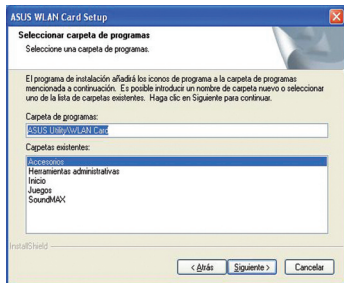 ASUS WLAN Card Setup
Seleccionar carpeta de programas
Seleccione una carpeta de programas.
El programa de instalación añadirá los iconos de programa a la carpeta de programas
mencionada a continuación. Es posible introducir un nombre de carpeta nuevo o seleccionar
uno de la lista de carpetas existentes. Haga clic en Siguiente para continuar.
Carpeta de programas:
ASUS Utility\WLAN Card
Carpetas existentes:
Accesorios
Herramientas administrativas
Inicio
Juegos
SoundMAX
InstallShield
< Atrás Siguiente > Cancelar